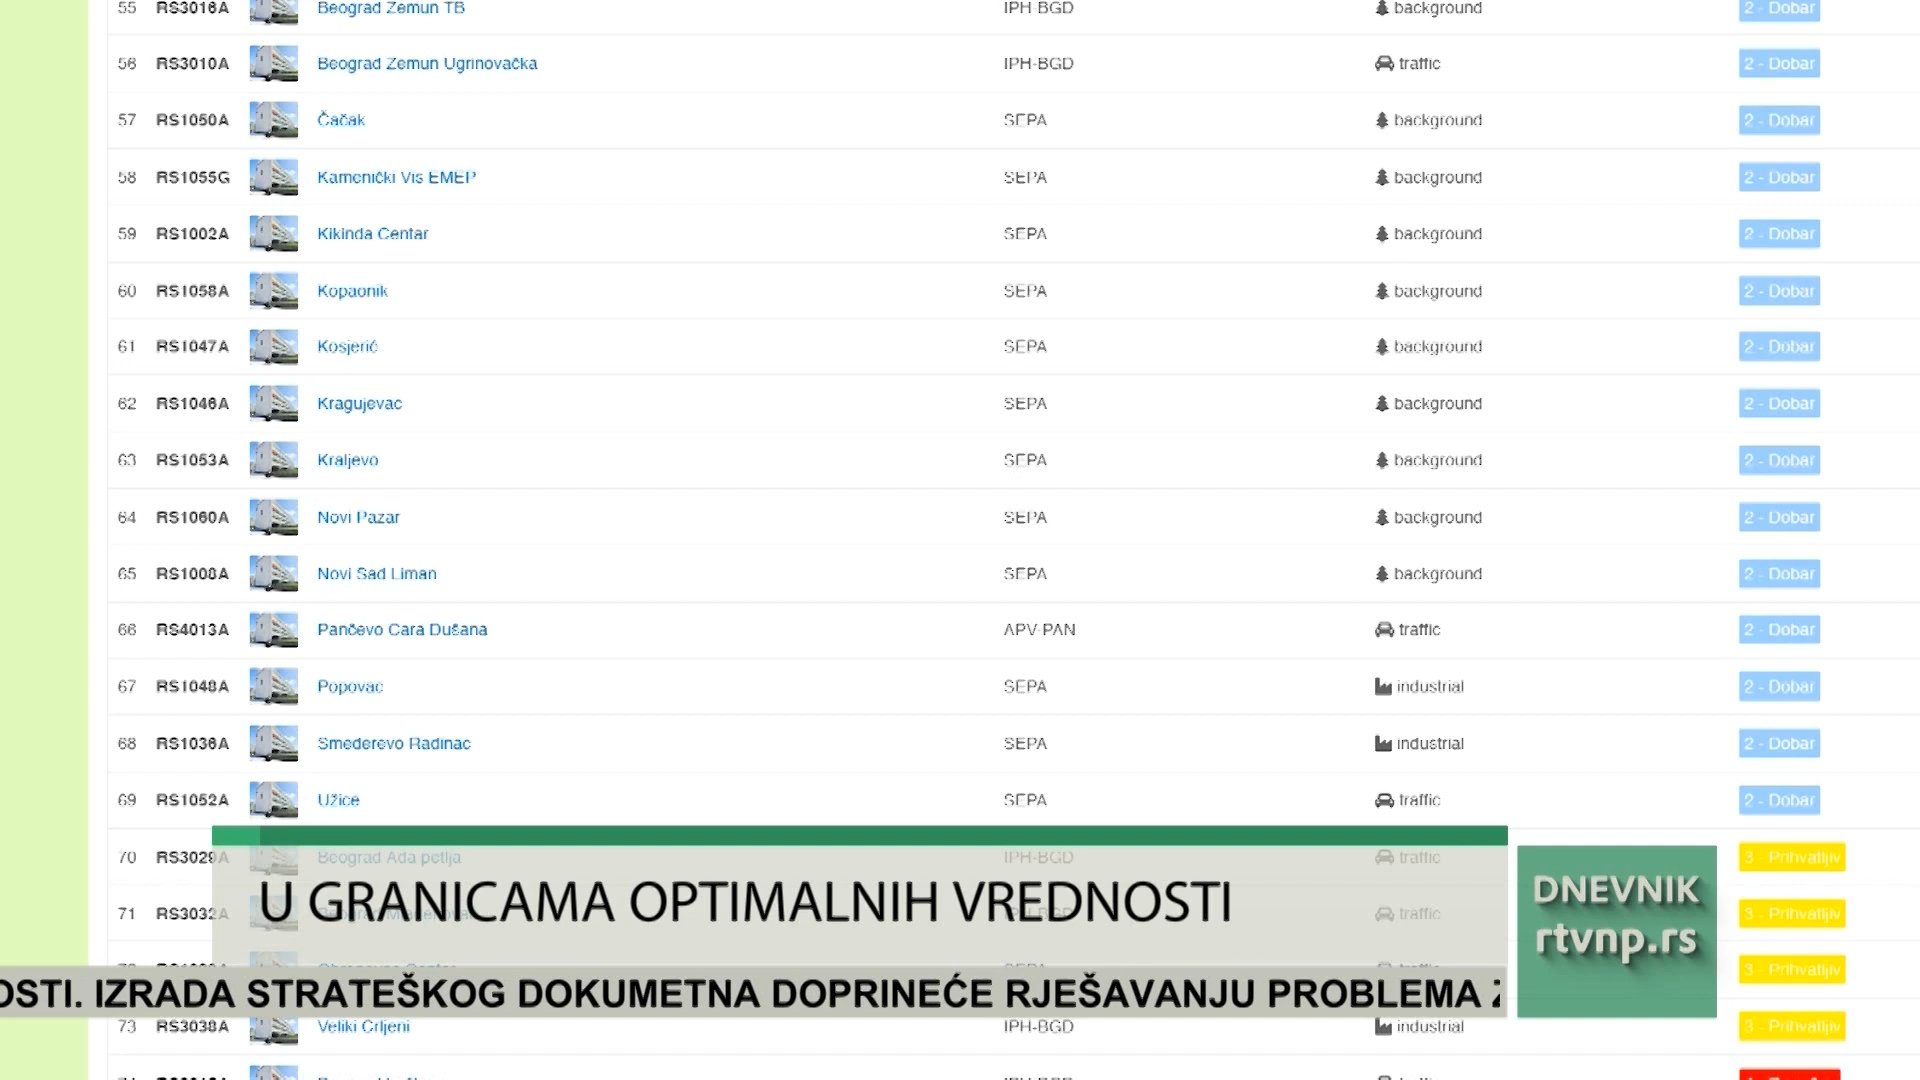 55 RS3016A Beograd Zemun TB IPH-BGD background 2 - Dobar
56 RS3010A Beograd Zemun Ugrinovačka IPH-BGD traffic 2 - Dobar
57 RS1050A Čačak SEPA background 2 - Dobar
58 RS1055G Kamenički Vis EMEP SEPA background 2 - Dobar
59 RS1002A Kikinda Centar SEPA background 2 - Dobar
60 RS1058A Kopaonik SEPA background 2 - Dobar
61 RS1047A Kosjerić SEPA background 2 - Dobar
62 RS1046A Kragujevac SEPA background 2 - Dobar
63 RS1053A Kraljevo SEPA background 2 - Dobar
64 RS1060A Novi Pazar SEPA background 2 - Dobar
65 RS1008A Novi Sad Liman SEPA background 2 - Dobar
66 RS4013A Pančevo Cara Dušana APV-PAN traffic 2 - Dobar
67 RS1048A Popovac SEPA industrial 2 - Dobar
68 RS1036A Smederevo Radinac SEPA industrial 2 - Dobar
69 RS1052A Užice SEPA traffic 2 - Dobar
70 RS3029A Beograd Ada petlja IPH-BGD traffic 3 - Prihvatljiv
71 RS3032A traffic 3 - Prihvatljiv
U GRANICAMA OPTIMALNIH VREDNOSTI
DNEVNIK
rtvnp.rs
3 - Prihvatljiv
OSTI. IZRADA STRATEŠKOG DOKUMETNA DOPRINEĆE RJEŠAVANJU PROBLEMA
73 RS3038A Veliki Crljeni IPH-BGD industrial 3 - Prihvatljiv